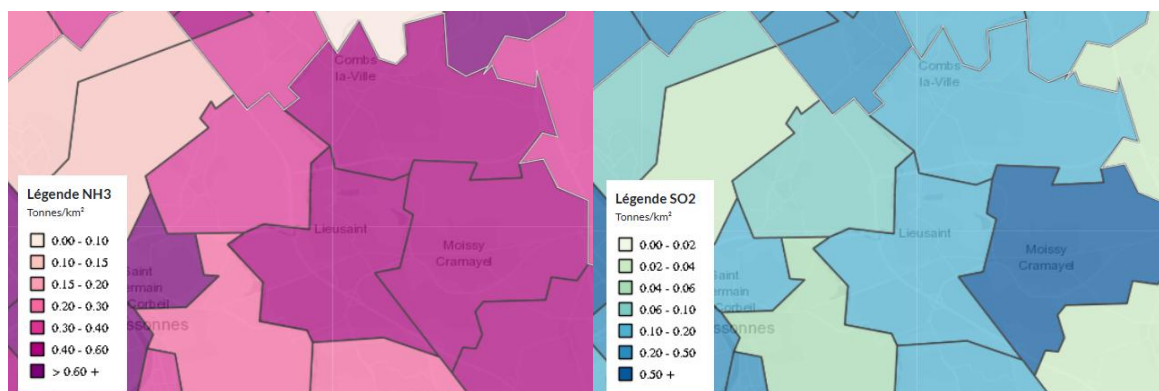 Combs
la-Ville
Légende NH3
Tonnes/km²
0.00 - 0.10
0.10 - 0.15
0.15 - 0.20
0.20 - 0.30
0.30 - 0.40
0.40 - 0.60
> 0.60 +
Lieusaint
Moissy
Cramayel
Saint
ermain
Corbeil
ssonnes
Combs
la-Ville
Légende SO2
Tonnes/km²
0.00 - 0.02
0.02 - 0.04
0.04 - 0.06
0.06 - 0.10
0.10 - 0.20
0.20 - 0.50
0.50 +
Lieusaint
Moissy
Cramayel
Saint
Germain
les-Corbeil
Essonnes